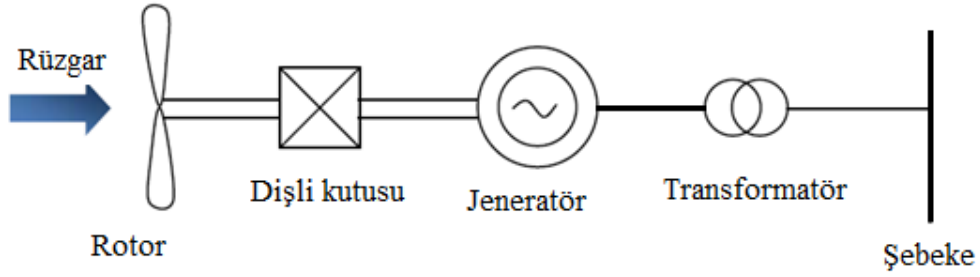 Rüzgar
Rotor
Dişli kutusu
Jeneratör
Transformatör
Şebeke